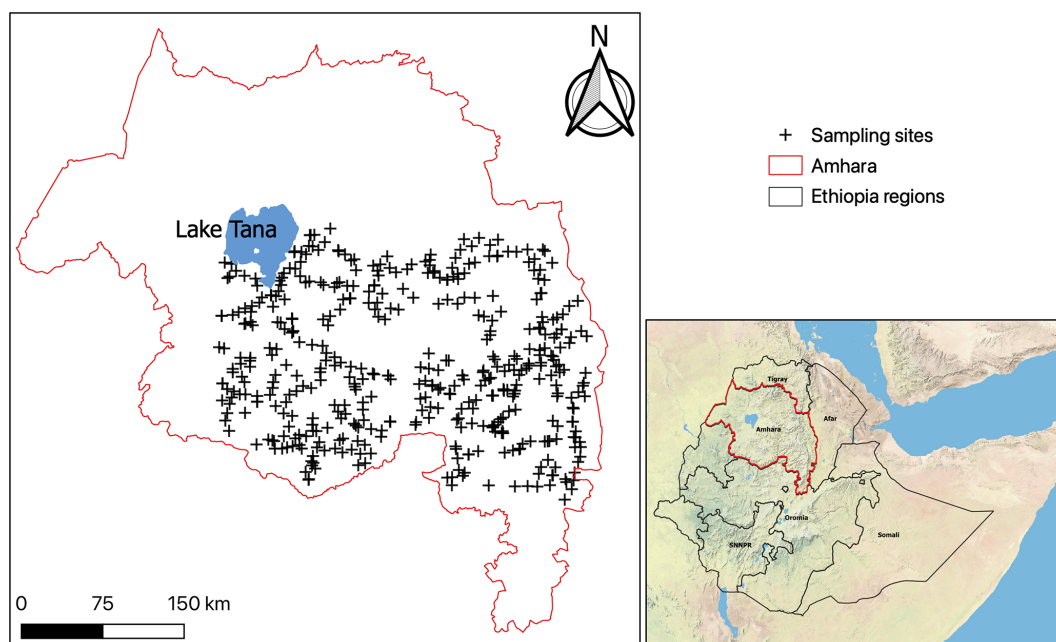 N
Lake Tana
0 75 150 km
Sampling sites
Amhara
Ethiopia regions
Tigray
Afar
Amhara
Oromia
Somali
SNNPR